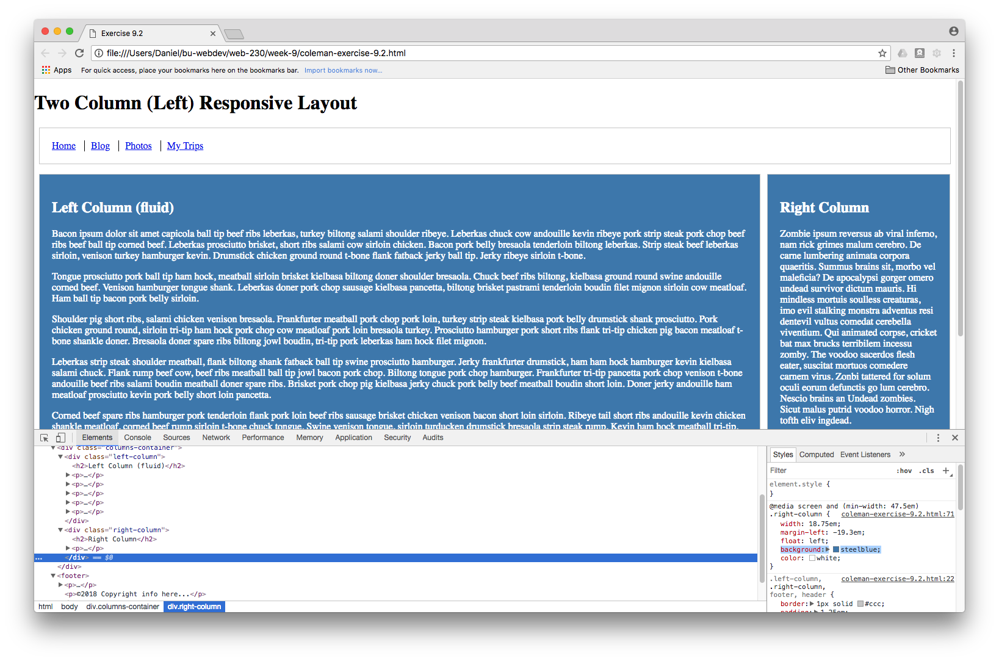 Exercise 9.2
file:///Users/Daniel/bu-webdev/web-230/week-9/coleman-exercise-9.2.html
Apps For quick access, place your bookmarks here on the bookmarks bar. Import bookmarks now... Other Bookmarks
Two Column (Left) Responsive Layout
Home Blog Photos My Trips
Left Column (fluid)
Bacon ipsum dolor sit amet capicola ball tip beef ribs leberkas, turkey biltong salami shoulder ribeye. Leberkas chuck cow andouille kevin ribeye pork strip steak pork chop beef
ribs beef ball tip corned beef. Leberkas prosciutto brisket, short ribs salami cow sirloin chicken. Bacon pork belly bresaola tenderloin biltong leberkas. Strip steak beef leberkas
sirloin, venison turkey hamburger kevin. Drumstick chicken ground round t-bone flank fatback jerky ball tip. Jerky ribeye sirloin t-bone.
Tongue prosciutto pork ball tip ham hock, meatball sirloin brisket kielbasa biltong doner shoulder bresaola. Chuck beef ribs biltong, kielbasa ground round swine andouille
corned beef. Venison hamburger tongue shank. Leberkas doner pork chop sausage kielbasa pancetta, biltong brisket pastrami tenderloin boudin filet mignon sirloin cow meatloaf.
Ham ball tip bacon pork belly sirloin.
Shoulder pig short ribs, salami chicken venison bresaola. Frankfurter meatball pork chop pork loin, turkey strip steak kielbasa pork belly drumstick shank prosciutto. Pork
chicken ground round, sirloin tri-tip ham hock pork chop cow meatloaf pork loin bresaola turkey. Prosciutto hamburger pork short ribs flank tri-tip chicken pig bacon meatloaf t-
bone shankle doner. Bresaola doner spare ribs biltong jowl boudin, tri-tip pork leberkas ham hock filet mignon.
Leberkas strip steak shoulder meatball, flank biltong shank fatback ball tip swine prosciutto hamburger. Jerky frankfurter drumstick, ham ham hock hamburger kevin kielbasa
salami chuck. Flank rump beef cow, beef ribs meatball ball tip jowl bacon pork chop. Biltong tongue pork chop hamburger. Frankfurter tri-tip pancetta pork chop venison t-bone
andouille beef ribs salami boudin meatball doner spare ribs. Brisket pork chop pig kielbasa jerky chuck pork belly beef meatball boudin short loin. Doner jerky andouille ham
meatloaf prosciutto kevin pork belly short loin pancetta.
Corned beef spare ribs hamburger pork tenderloin flank pork loin beef ribs sausage brisket chicken venison bacon short loin sirloin. Ribeye tail short ribs andouille kevin chicken
shankle meatloaf, corned beef rump sirloin t-bone chuck tongue. Swine venison tongue, sirloin turducken drumstick bresaola strip steak rump. Kevin ham hock meatball tri-tip,
Right Column
Zombie ipsum reversus ab viral inferno,
nam rick grimes malum cerebro. De
carne lumbering animata corpora
quaeritis. Summus brains sit, morbo vel
maleficia? De apocalypsi gorger omero
undead survivor dictum mauris. Hi
mindless mortuis soulless creaturas,
imo evil stalking monstra adventus resi
dentevil vultus comedat cerebella
viventium. Qui animated corpse, cricket
bat max brucks terribilem incessu
zomby. The voodoo sacerdos flesh
eater, suscitat mortuos comedere
carnem virus. Zonbi tattered for solum
oculi eorum defunctis go lum cerebro.
Nescio brains an Undead zombies.
Sicut malus putrid voodoo horror. Nigh
tofth eliv ingdead.
Elements Console Sources Network Performance Memory Application Security Audits
<div class="columns-container">
<div class="left-column">
<h2>Left Column (fluid)</h2>
<p>…</p>
<p>…</p>
<p>…</p>
<p>…</p>
<p>…</p>
</div>
<div class="right-column">
<h2>Right Column</h2>
<p>…</p>
... </div> == $0
</div>
<footer>
<p>…</p>
<p>©2018 Copyright info here...</p>
html body div.columns-container div.right-column
Styles Computed Event Listeners »
Filter :hov .cls +
element.style {
}
@media screen and (min-width: 47.5em)
.right-column { coleman-exercise-9.2.html:71
width: 18.75em;
margin-left: -19.3em;
float: left;
background: steelblue;
color: white;
}
.left-column, coleman-exercise-9.2.html:22
.right-column,
footer, header {
border: 1px solid #ccc;
padding: 1.25em;